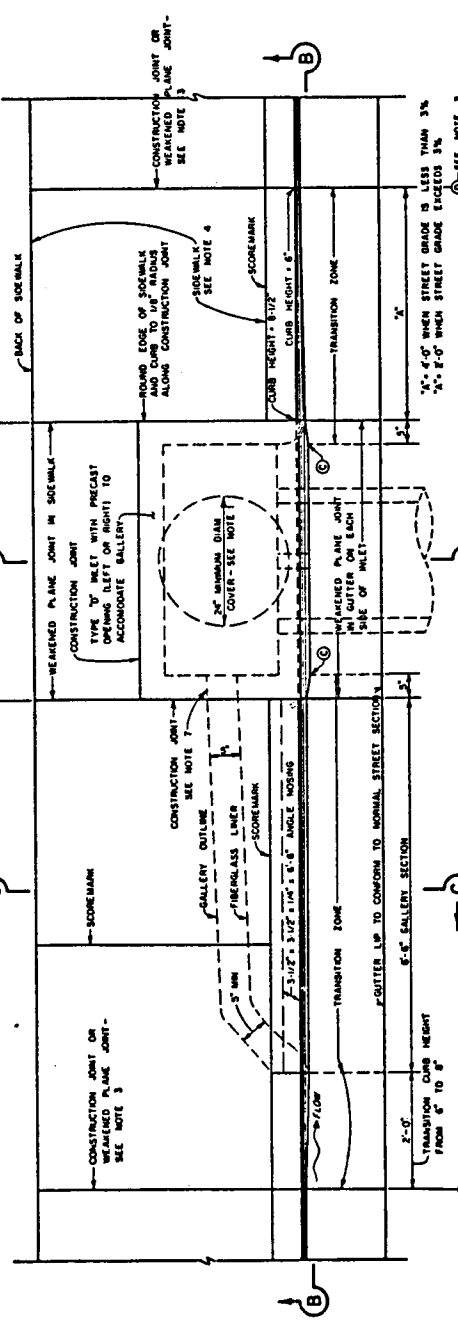 BACK OF SIDEWALK
CONSTRUCTION JOINT OR
WEAKENED PLANE JOINT-
SEE NOTE 3
SCOREMARK
WEAKENED PLANE JOINT IN SIDEWALK
CONSTRUCTION JOINT
TYPE "D" INLET WITH PRECAST
OPENING (LEFT OR RIGHT) TO
ACCOMODATE GALLERY
ROUND EDGE OF SIDEWALK
AND CURB TO 1/8" RADIUS
ALONG CONSTRUCTION JOINT
SIDEWALK
SEE NOTE 4
CONSTRUCTION JOINT OR
WEAKENED PLANE JOINT-
SEE NOTE 3
CONSTRUCTION JOINT
SEE NOTE 7
GALLERY OUTLINE
FIBERGLASS LINER
SCOREMARK
5" MIN
24" MINIMUM DIAM
COVER - SEE NOTE 1
CURB HEIGHT = 8-1/2"
SCOREMARK
CURB HEIGHT = 6"
3-1/2" x 3-1/2" x 1/4" x 6'-6" ANGLE NOSING
B
FLOW
TRANSITION ZONE
C
WEAKENED PLANE JOINT
IN GUTTER ON EACH
SIDE OF INLET
C
TRANSITION ZONE
B
GUTTER LIP TO CONFORM TO NORMAL STREET SECTION
2'-0"
6'-6" GALLERY SECTION
5"
5"
"A"
TRANSITION CURB HEIGHT
FROM 6" TO 8"
"A" = 4'-0" WHEN STREET GRADE IS LESS THAN 3%
"A" = 2'-0" WHEN STREET GRADE EXCEEDS 3%